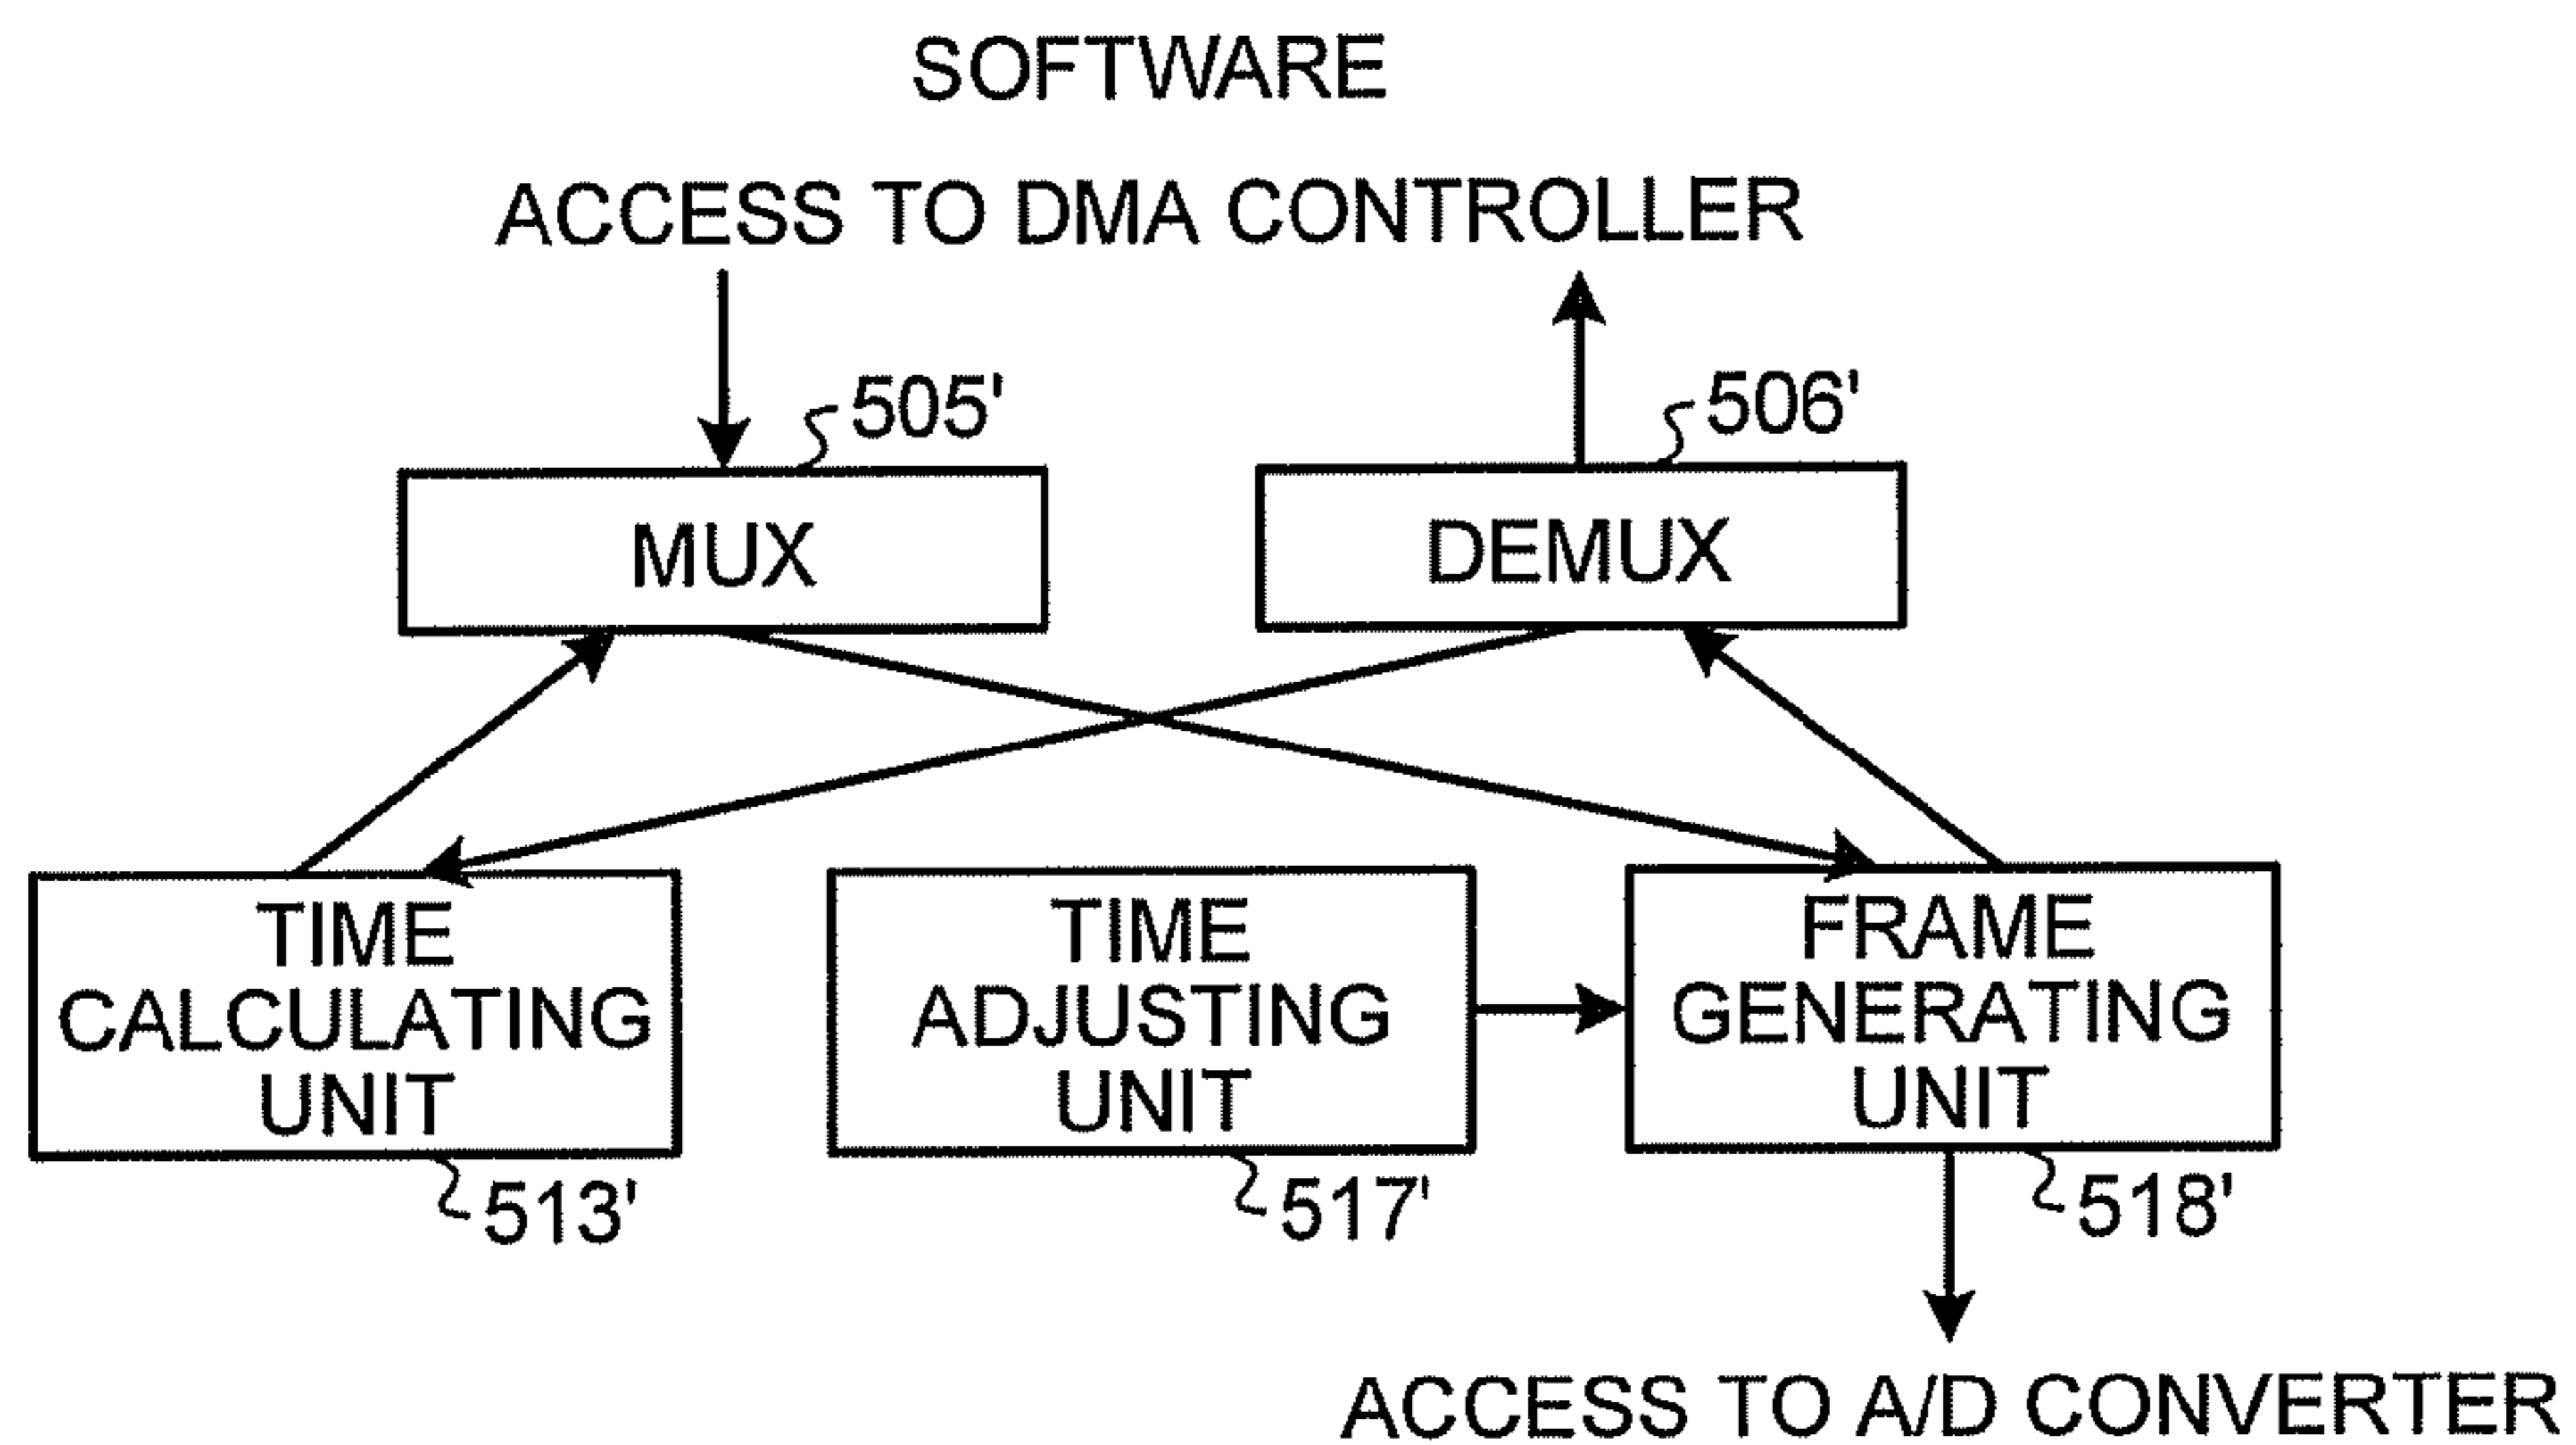 SOFTWARE
ACCESS TO DMA CONTROLLER
505'
506'
MUX
DEMUX
TIME
CALCULATING
UNIT
TIME
ADJUSTING
UNIT
FRAME
GENERATING
UNIT
513'
517'
518'
ACCESS TO A/D CONVERTER